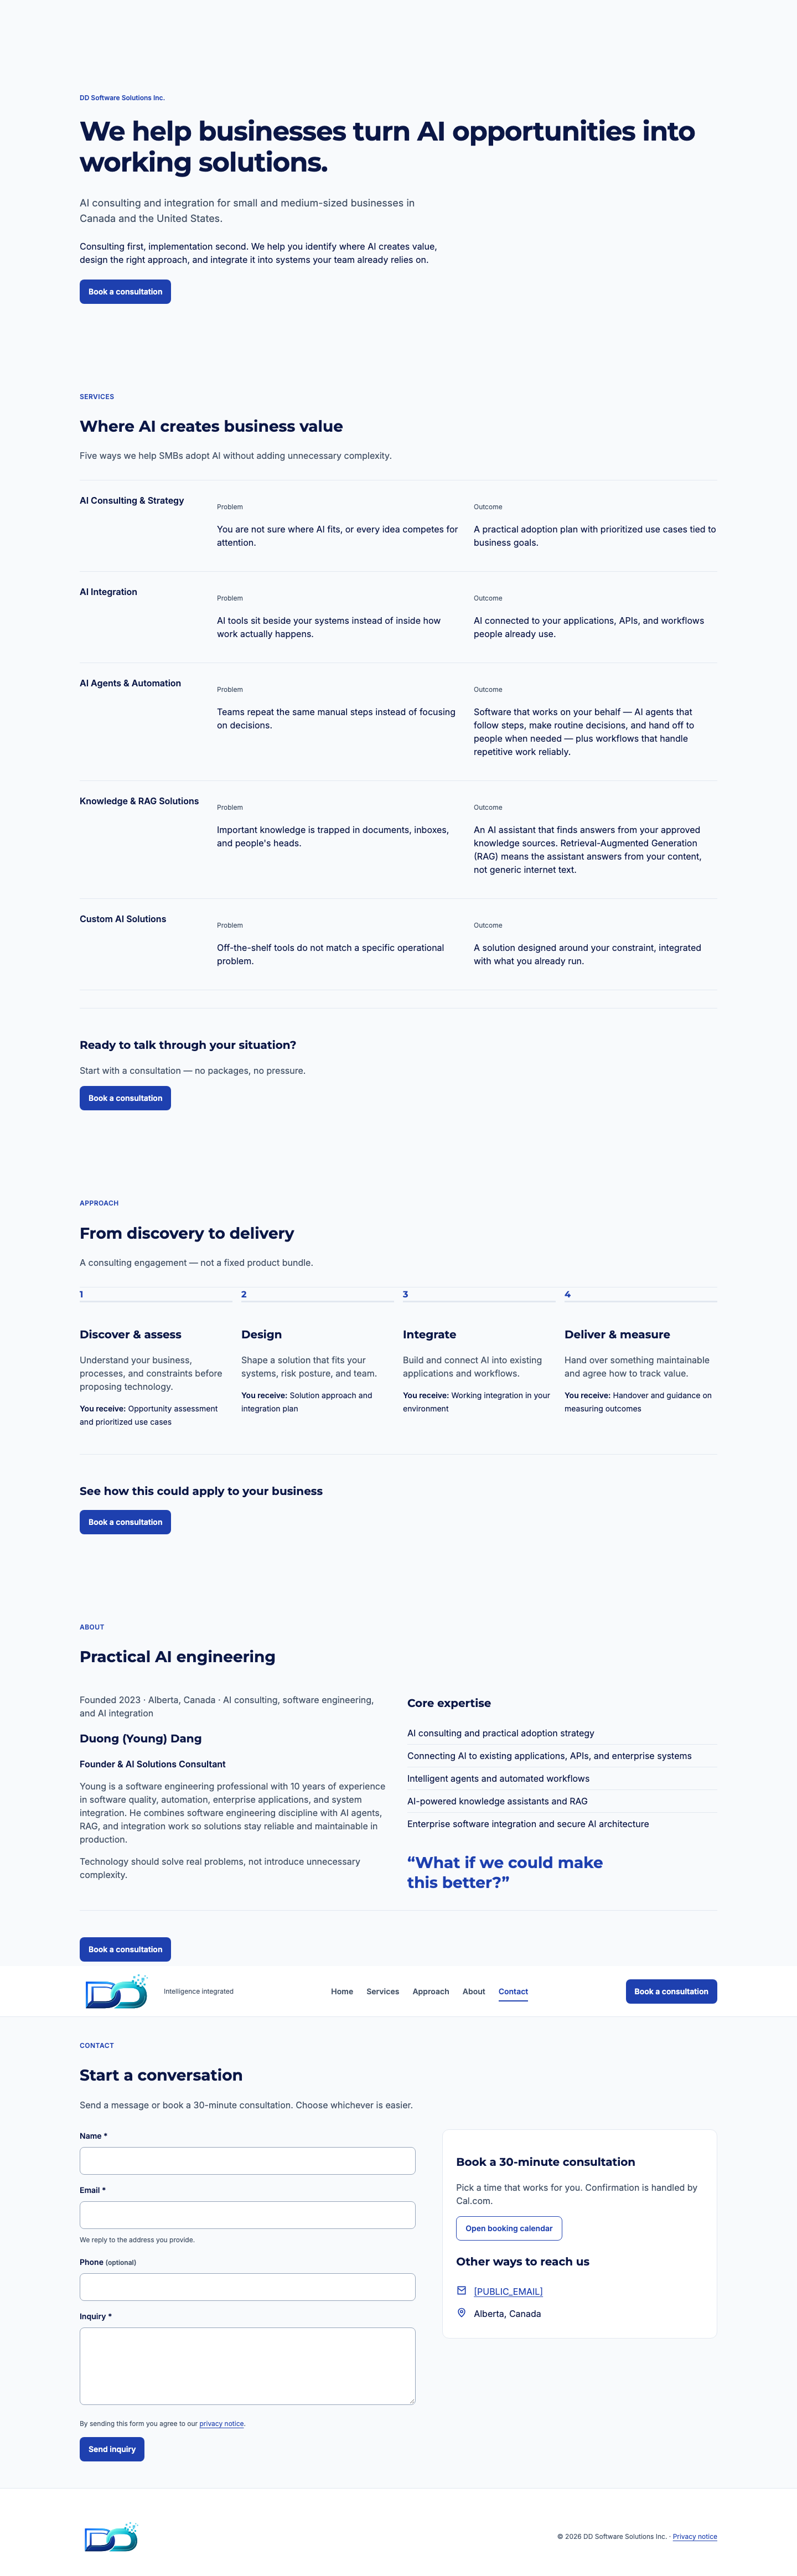 DD Software Solutions Inc.
We help businesses turn AI opportunities into
working solutions.
AI consulting and integration for small and medium-sized businesses in
Canada and the United States.
Consulting first, implementation second. We help you identify where AI creates value,
design the right approach, and integrate it into systems your team already relies on.
Book a consultation
SERVICES
Where AI creates business value
Five ways we help SMBs adopt AI without adding unnecessary complexity.
AI Consulting & Strategy
Problem
You are not sure where AI fits, or every idea competes for
attention.
Outcome
A practical adoption plan with prioritized use cases tied to
business goals.
AI Integration
Problem
AI tools sit beside your systems instead of inside how
work actually happens.
Outcome
AI connected to your applications, APIs, and workflows
people already use.
AI Agents & Automation
Problem
Teams repeat the same manual steps instead of focusing
on decisions.
Outcome
Software that works on your behalf — AI agents that
follow steps, make routine decisions, and hand off to
people when needed — plus workflows that handle
repetitive work reliably.
Knowledge & RAG Solutions
Problem
Important knowledge is trapped in documents, inboxes,
and people's heads.
Outcome
An AI assistant that finds answers from your approved
knowledge sources. Retrieval-Augmented Generation
(RAG) means the assistant answers from your content,
not generic internet text.
Custom AI Solutions
Problem
Off-the-shelf tools do not match a specific operational
problem.
Outcome
A solution designed around your constraint, integrated
with what you already run.
Ready to talk through your situation?
Start with a consultation — no packages, no pressure.
Book a consultation
APPROACH
From discovery to delivery
A consulting engagement — not a fixed product bundle.
1
Discover & assess
Understand your business,
processes, and constraints before
proposing technology.
You receive: Opportunity assessment
and prioritized use cases
2
Design
Shape a solution that fits your
systems, risk posture, and team.
You receive: Solution approach and
integration plan
3
Integrate
Build and connect AI into existing
applications and workflows.
You receive: Working integration in your
environment
4
Deliver & measure
Hand over something maintainable
and agree how to track value.
You receive: Handover and guidance on
measuring outcomes
See how this could apply to your business
Book a consultation
ABOUT
Practical AI engineering
Founded 2023 · Alberta, Canada · AI consulting, software engineering,
and AI integration
Duong (Young) Dang
Founder & AI Solutions Consultant
Young is a software engineering professional with 10 years of experience
in software quality, automation, enterprise applications, and system
integration. He combines software engineering discipline with AI agents,
RAG, and integration work so solutions stay reliable and maintainable in
production.
Technology should solve real problems, not introduce unnecessary
complexity.
Core expertise
AI consulting and practical adoption strategy
Connecting AI to existing applications, APIs, and enterprise systems
Intelligent agents and automated workflows
AI-powered knowledge assistants and RAG
Enterprise software integration and secure AI architecture
“What if we could make
this better?”
Book a consultation
DD
Intelligence integrated
Home
Services
Approach
About
Contact
Book a consultation
CONTACT
Start a conversation
Send a message or book a 30-minute consultation. Choose whichever is easier.
Name *
Email *
We reply to the address you provide.
Phone (optional)
Inquiry *
By sending this form you agree to our privacy notice.
Send inquiry
Book a 30-minute consultation
Pick a time that works for you. Confirmation is handled by
Cal.com.
Open booking calendar
Other ways to reach us
[PUBLIC_EMAIL]
Alberta, Canada
DD
© 2026 DD Software Solutions Inc. · Privacy notice